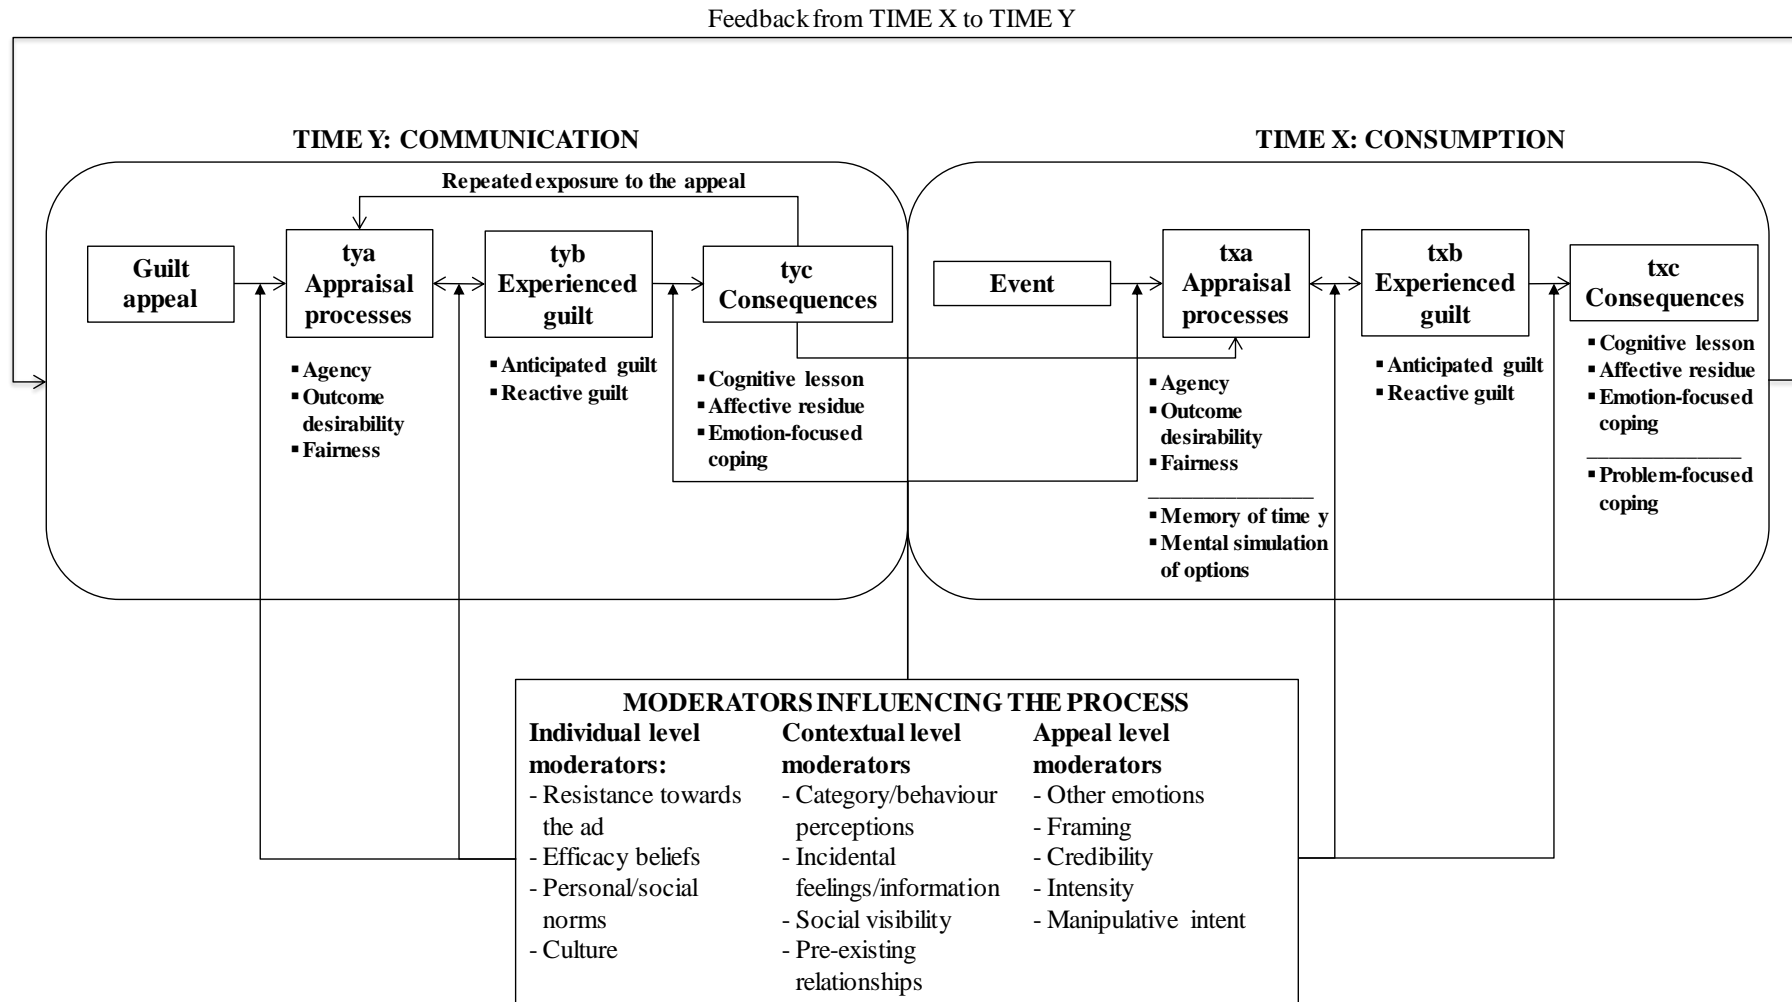 Feedback from TIME X to TIME Y
TIME Y: COMMUNICATION
Repeated exposure to the appeal
Guilt
appeal
tya
Appraisal
processes
▪ Agency
▪ Outcome
desirability
▪ Fairness
tyb
Experienced
guilt
▪ Anticipated guilt
▪ Reactive guilt
tyc
Consequences
▪ Cognitive lesson
▪ Affective residue
▪ Emotion-focused
coping
TIME X: CONSUMPTION
Event
txa
Appraisal
processes
▪ Agency
▪ Outcome
desirability
▪ Fairness
▪ Memory of time y
▪ Mental simulation
of options
txb
Experienced
guilt
▪ Anticipated guilt
▪ Reactive guilt
txc
Consequences
▪ Cognitive lesson
▪ Affective residue
▪ Emotion-focused
coping
▪ Problem-focused
coping
MODERATORS INFLUENCING THE PROCESS
Individual level
moderators:
- Resistance towards
the ad
- Efficacy beliefs
- Personal/social
norms
- Culture
Contextual level
moderators
- Category/behaviour
perceptions
- Incidental
feelings/information
- Social visibility
- Pre-existing
relationships
Appeal level
moderators
- Other emotions
- Framing
- Credibility
- Intensity
- Manipulative intent